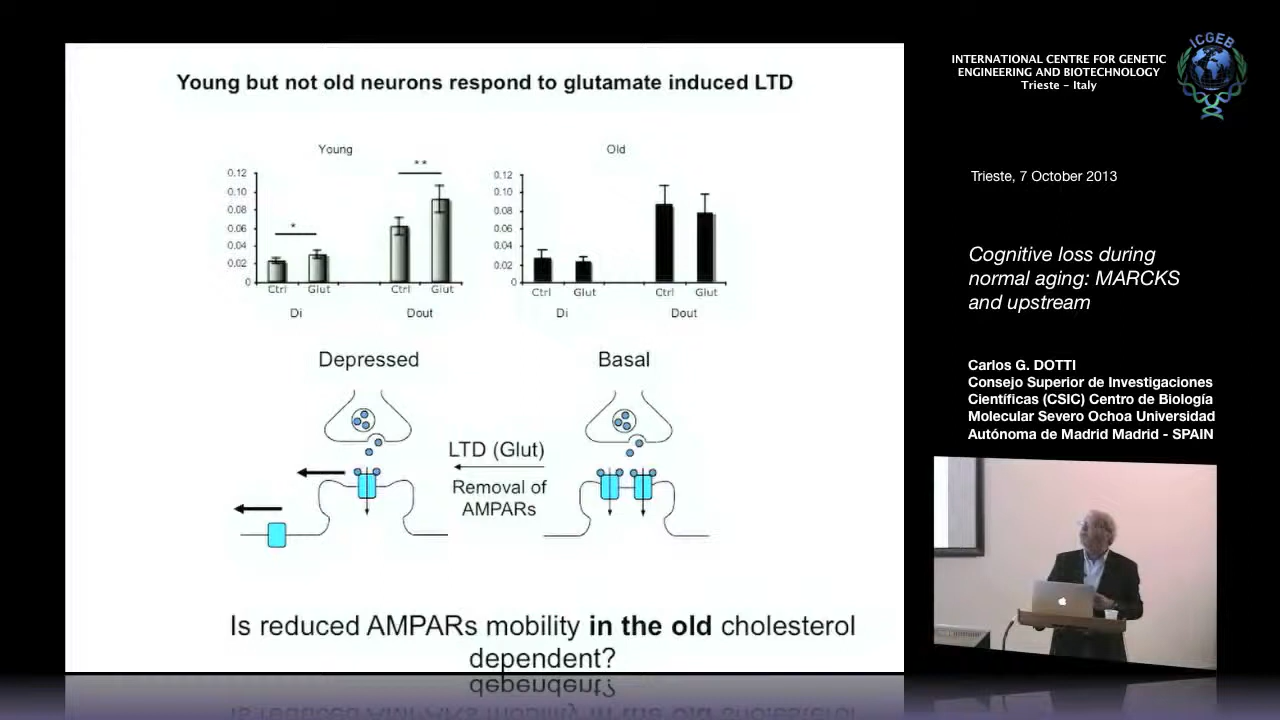 Young but not old neurons respond to glutamate induced LTD
Young
Old
0.12
0.10
0.08
0.06
0.04
0.02
0
*
**
Ctrl
Glut
Ctrl
Glut
Di
Dout
0.12
0.10
0.08
0.06
0.04
0.02
0
Ctrl
Glut
Ctrl
Glut
Di
Dout
Depressed
Basal
LTD (Glut)
Removal of
AMPARs
Is reduced AMPARs mobility in the old cholesterol
dependent?
ICGEB
INTERNATIONAL CENTRE FOR GENETIC
ENGINEERING AND BIOTECHNOLOGY
Trieste - Italy
Trieste, 7 October 2013
Cognitive loss during
normal aging: MARCKS
and upstream
Carlos G. DOTTI
Consejo Superior de Investigaciones
Científicas (CSIC) Centro de Biología
Molecular Severo Ochoa Universidad
Autónoma de Madrid Madrid - SPAIN